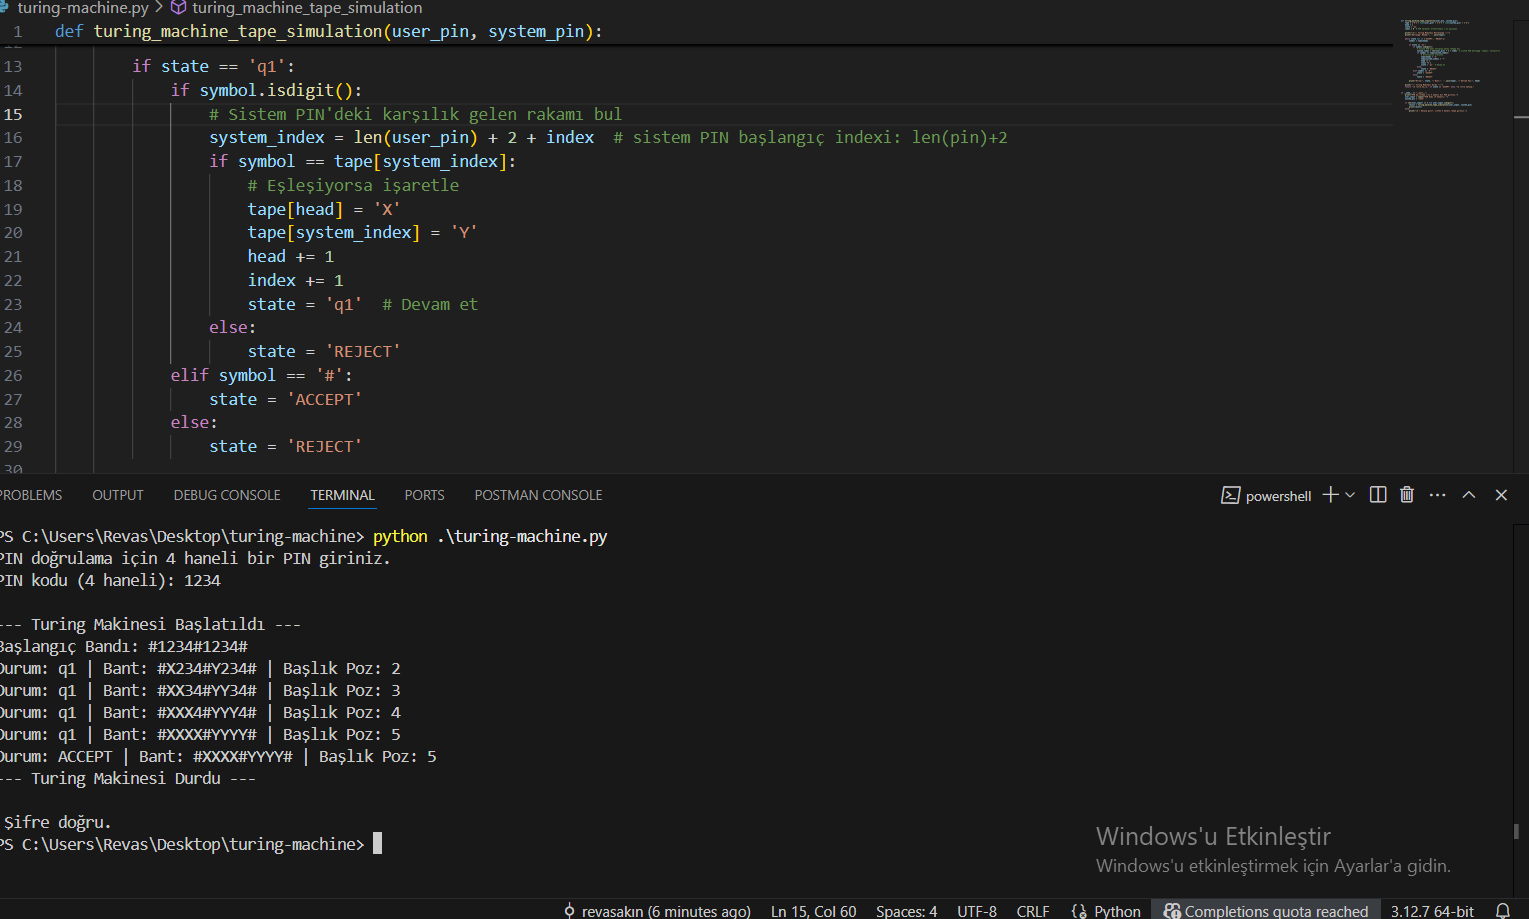 turing-machine.py > turing_machine_tape_simulation
1 def turing_machine_tape_simulation(user_pin, system_pin):
13 if state == 'q1':
14 if symbol.isdigit():
15 # Sistem PIN'deki karşılık gelen rakamı bul
16 system_index = len(user_pin) + 2 + index # sistem PIN başlangıç indexi: len(pin)+2
17 if symbol == tape[system_index]:
18 # Eşleşiyorsa işaretle
19 tape[head] = 'X'
20 tape[system_index] = 'Y'
21 head += 1
22 index += 1
23 state = 'q1' # Devam et
24 else:
25 state = 'REJECT'
26 elif symbol == '#':
27 state = 'ACCEPT'
28 else:
29 state = 'REJECT'
30
PROBLEMS OUTPUT DEBUG CONSOLE TERMINAL PORTS POSTMAN CONSOLE powershell
PS C:\Users\Revas\Desktop\turing-machine> python .\turing-machine.py
PIN doğrulama için 4 haneli bir PIN giriniz.
PIN kodu (4 haneli): 1234
--- Turing Makinesi Başlatıldı ---
Başlangıç Bandı: #1234#1234#
Durum: q1 | Bant: #X234#Y234# | Başlık Poz: 2
Durum: q1 | Bant: #XX34#YY34# | Başlık Poz: 3
Durum: q1 | Bant: #XXX4#YYY4# | Başlık Poz: 4
Durum: q1 | Bant: #XXXX#YYYY# | Başlık Poz: 5
Durum: ACCEPT | Bant: #XXXX#YYYY# | Başlık Poz: 5
--- Turing Makinesi Durdu ---
Şifre doğru.
PS C:\Users\Revas\Desktop\turing-machine>
Windows'u Etkinleştir
Windows'u etkinleştirmek için Ayarlar'a gidin.
revasakın (6 minutes ago) Ln 15, Col 60 Spaces: 4 UTF-8 CRLF {} Python Completions quota reached 3.12.7 64-bit